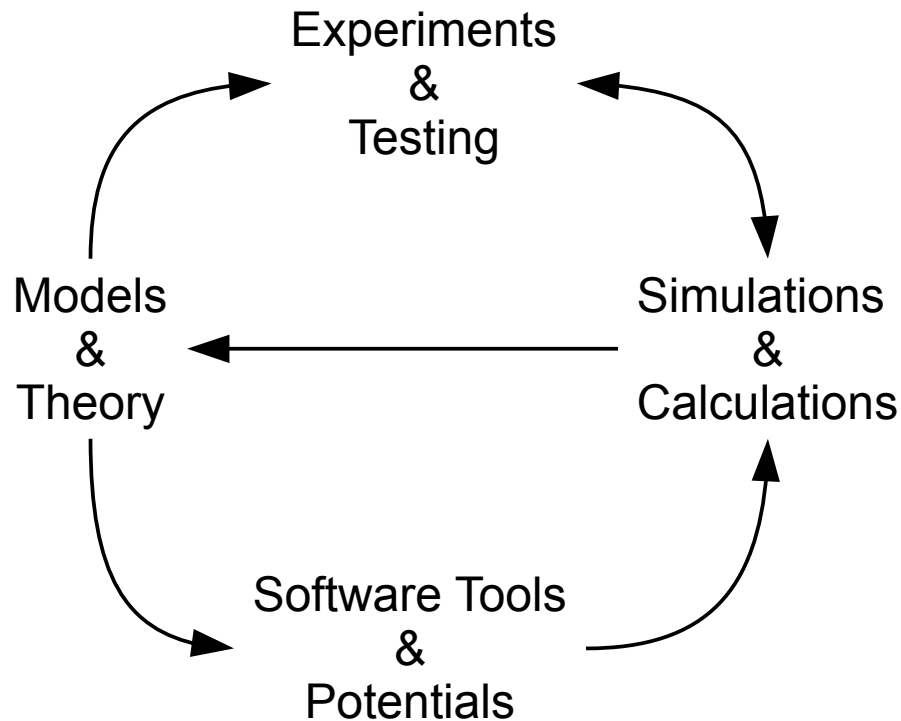 Experiments
&
Testing
Models
&
Theory
Simulations
&
Calculations
Software Tools
&
Potentials